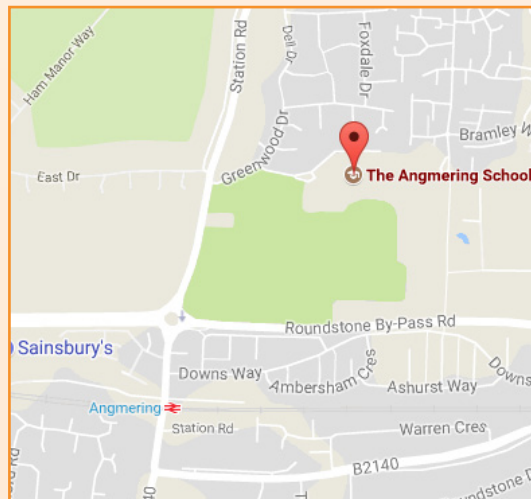 Ham Manor Way
Station Rd
Dell Dr
Foxdale Dr
Greenwood Dr
Bramley W
East Dr
The Angmering School
Roundstone By-Pass Rd
Sainsbury's
Downs Way
Ambersham Cres
Ashurst Way
Downs
Angmering
Station Rd
Warren Cres
B2140
oundstone D